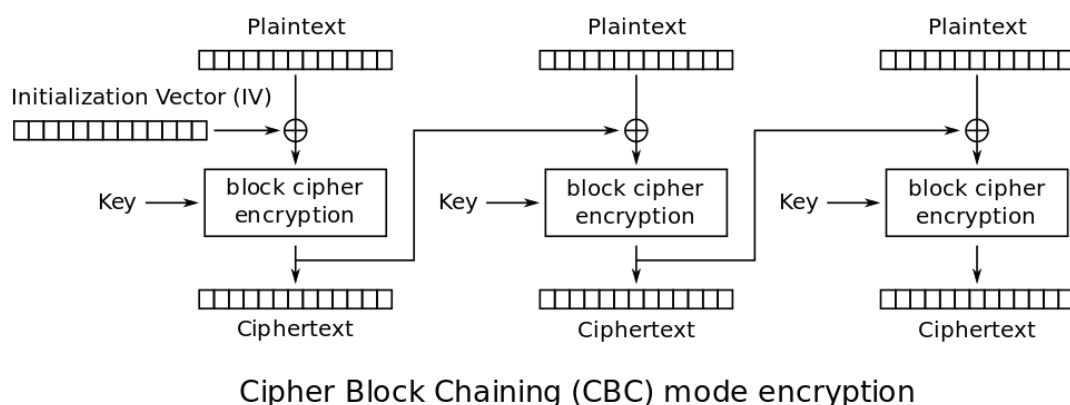 Plaintext Plaintext Plaintext
Initialization Vector (IV)
Key block cipher encryption Key block cipher encryption Key block cipher encryption
Ciphertext Ciphertext Ciphertext
Cipher Block Chaining (CBC) mode encryption